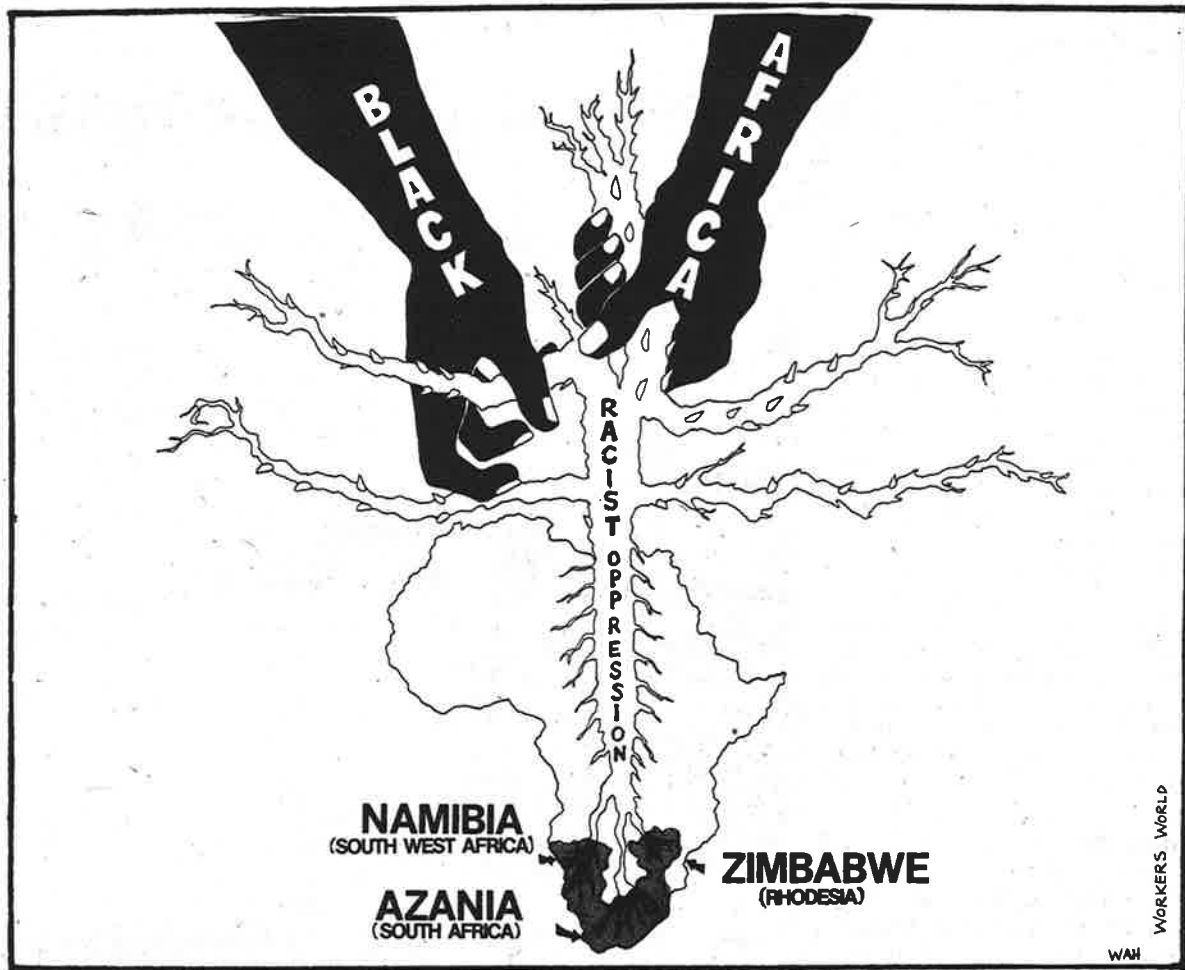 BLACK
AFRICA
RACIST OPPRESSION
NAMIBIA
(SOUTH WEST AFRICA)
AZANIA
(SOUTH AFRICA)
ZIMBABWE
(RHODESIA)
WORKERS WORLD
WAH